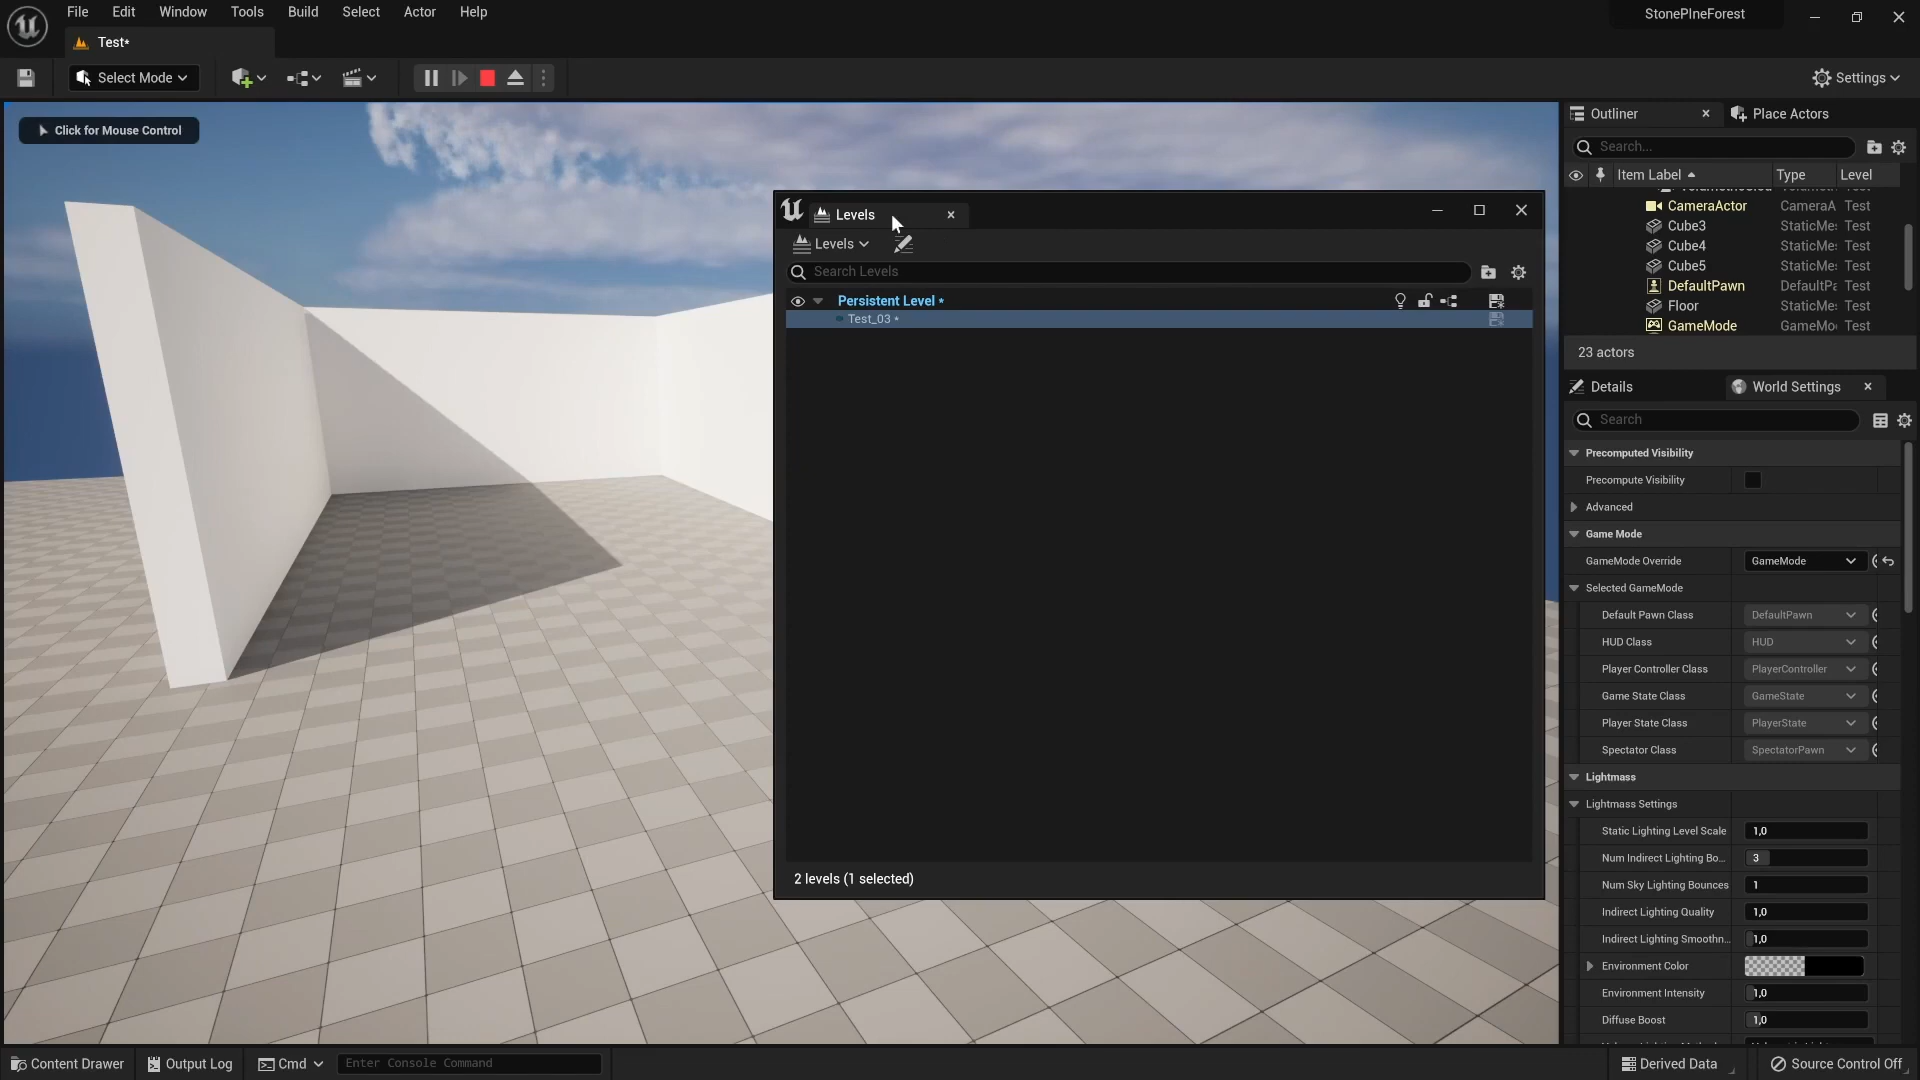 File Edit Window Tools Build Select Actor Help
StonePIneForest
Test*
Select Mode
Settings
Click for Mouse Control
Outliner
Place Actors
Search...
Item Label Type Level
CameraActor CameraA Test
Cube3 StaticMe: Test
Cube4 StaticMe: Test
Cube5 StaticMe: Test
DefaultPawn DefaultPa Test
Floor StaticMe: Test
GameMode GameMo Test
23 actors
Levels
Levels
Search Levels
Persistent Level *
Test_03 *
2 levels (1 selected)
Details
World Settings
Search
Precomputed Visibility
Precompute Visibility
Advanced
Game Mode
GameMode Override GameMode
Selected GameMode
Default Pawn Class DefaultPawn
HUD Class HUD
Player Controller Class PlayerController
Game State Class GameState
Player State Class PlayerState
Spectator Class SpectatorPawn
Lightmass
Lightmass Settings
Static Lighting Level Scale 1,0
Num Indirect Lighting Bo... 3
Num Sky Lighting Bounces 1
Indirect Lighting Quality 1,0
Indirect Lighting Smoothn... 1,0
Environment Color
Environment Intensity 1,0
Diffuse Boost 1,0
Content Drawer
Output Log
Cmd
Enter Console Command
Derived Data
Source Control Off